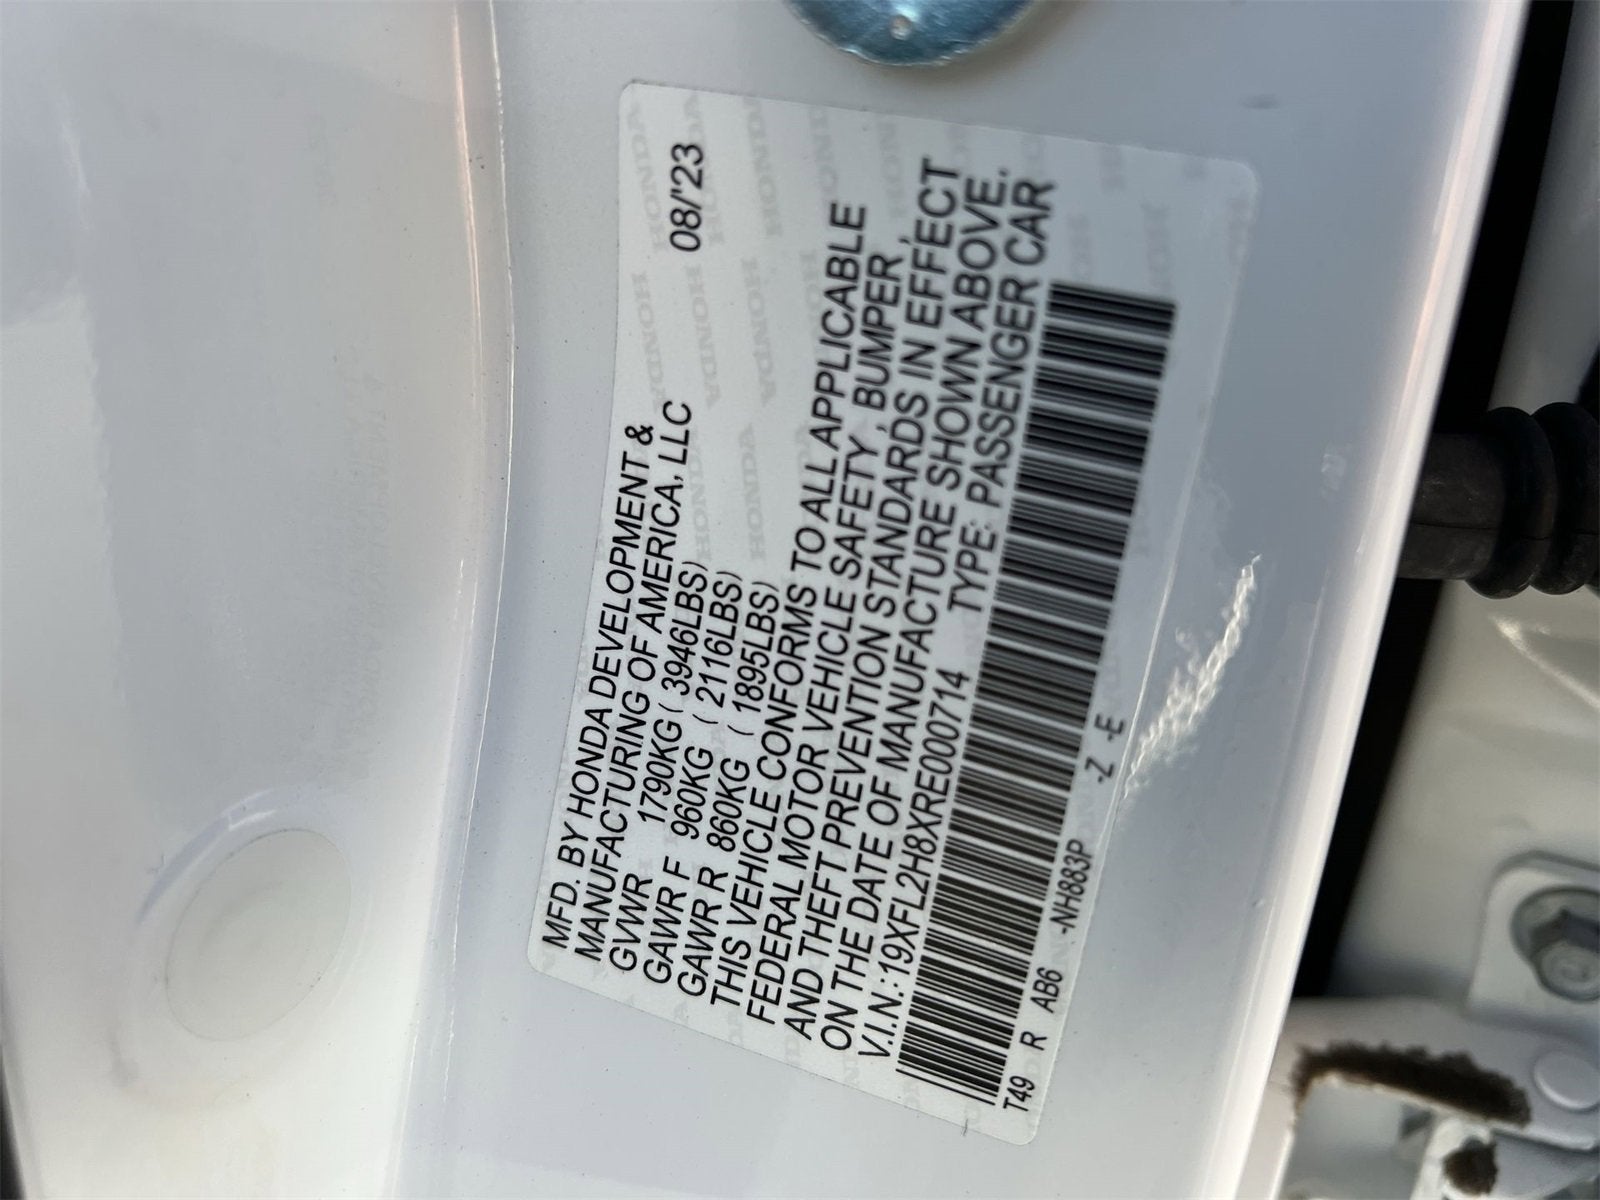 MFD. BY HONDA DEVELOPMENT &
MANUFACTURING OF AMERICA, LLC 08/'23
GVWR 1790KG ( 3946LBS)
GAWR F 960KG ( 2116LBS)
GAWR R 860KG ( 1895LBS)
THIS VEHICLE CONFORMS TO ALL APPLICABLE
FEDERAL MOTOR VEHICLE SAFETY, BUMPER,
AND THEFT PREVENTION STANDARDS IN EFFECT
ON THE DATE OF MANUFACTURE SHOWN ABOVE.
V.I.N.:19XFL2H8XRE000714 TYPE: PASSENGER CAR
T49 R AB6 -NH883P -Z -E